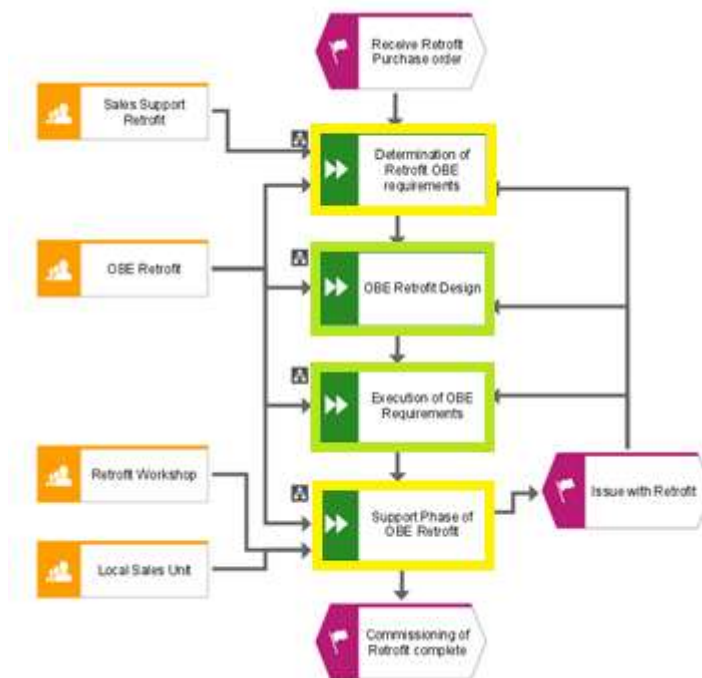 Receive Retrofit
Purchase order
Sales Support
Retrofit
Determination of
Retrofit OBE
requirements
OBE Retrofit
OBE Retrofit Design
Execution of OBE
Requirements
Retrofit Workshop
Support Phase of
OBE Retrofit
Issue with Retrofit
Local Sales Unit
Commissioning of
Retrofit complete